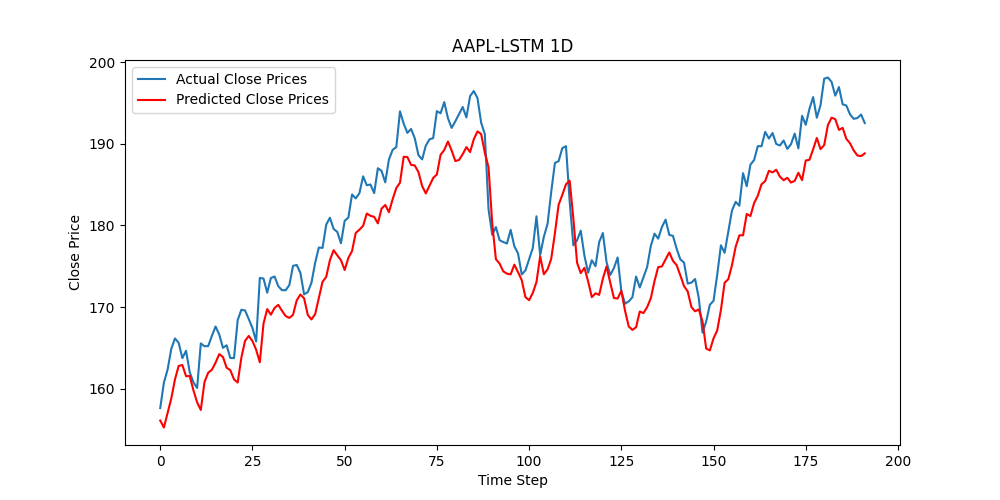 AAPL-LSTM 1D
Actual Close Prices
Predicted Close Prices
Close Price
200
190
180
170
160
0 25 50 75 100 125 150 175 200
Time Step